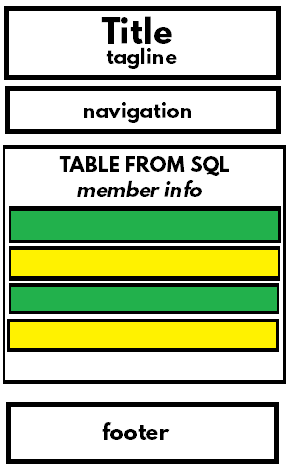 Title
tagline
navigation
TABLE FROM SQL
member info
footer